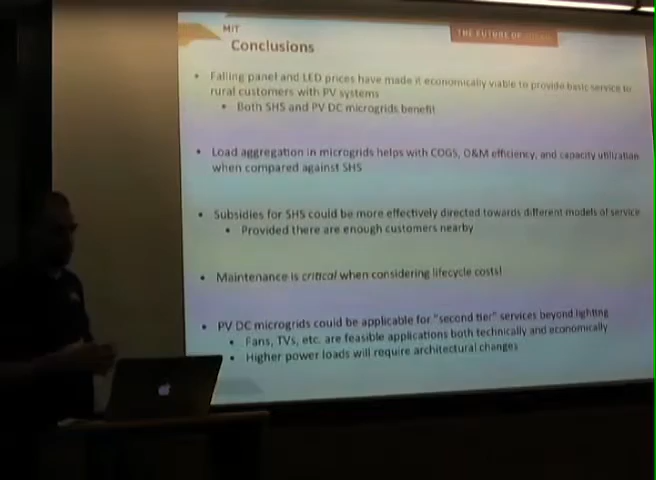 MIT
THE FUTURE OF
Conclusions
• Falling panel and LED prices have made it economically viable to provide basic service to
rural customers with PV systems
• Both SHS and PV DC microgrids benefit
• Load aggregation in microgrids helps with COGS, O&M efficiency, and capacity utilization
when compared against SHS
• Subsidies for SHS could be more effectively directed towards different models of service
• Provided there are enough customers nearby
• Maintenance is critical when considering lifecycle costs!
• PV DC microgrids could be applicable for "second tier" services beyond lighting
• Fans, TVs, etc. are feasible applications both technically and economically
• Higher power loads will require architectural changes